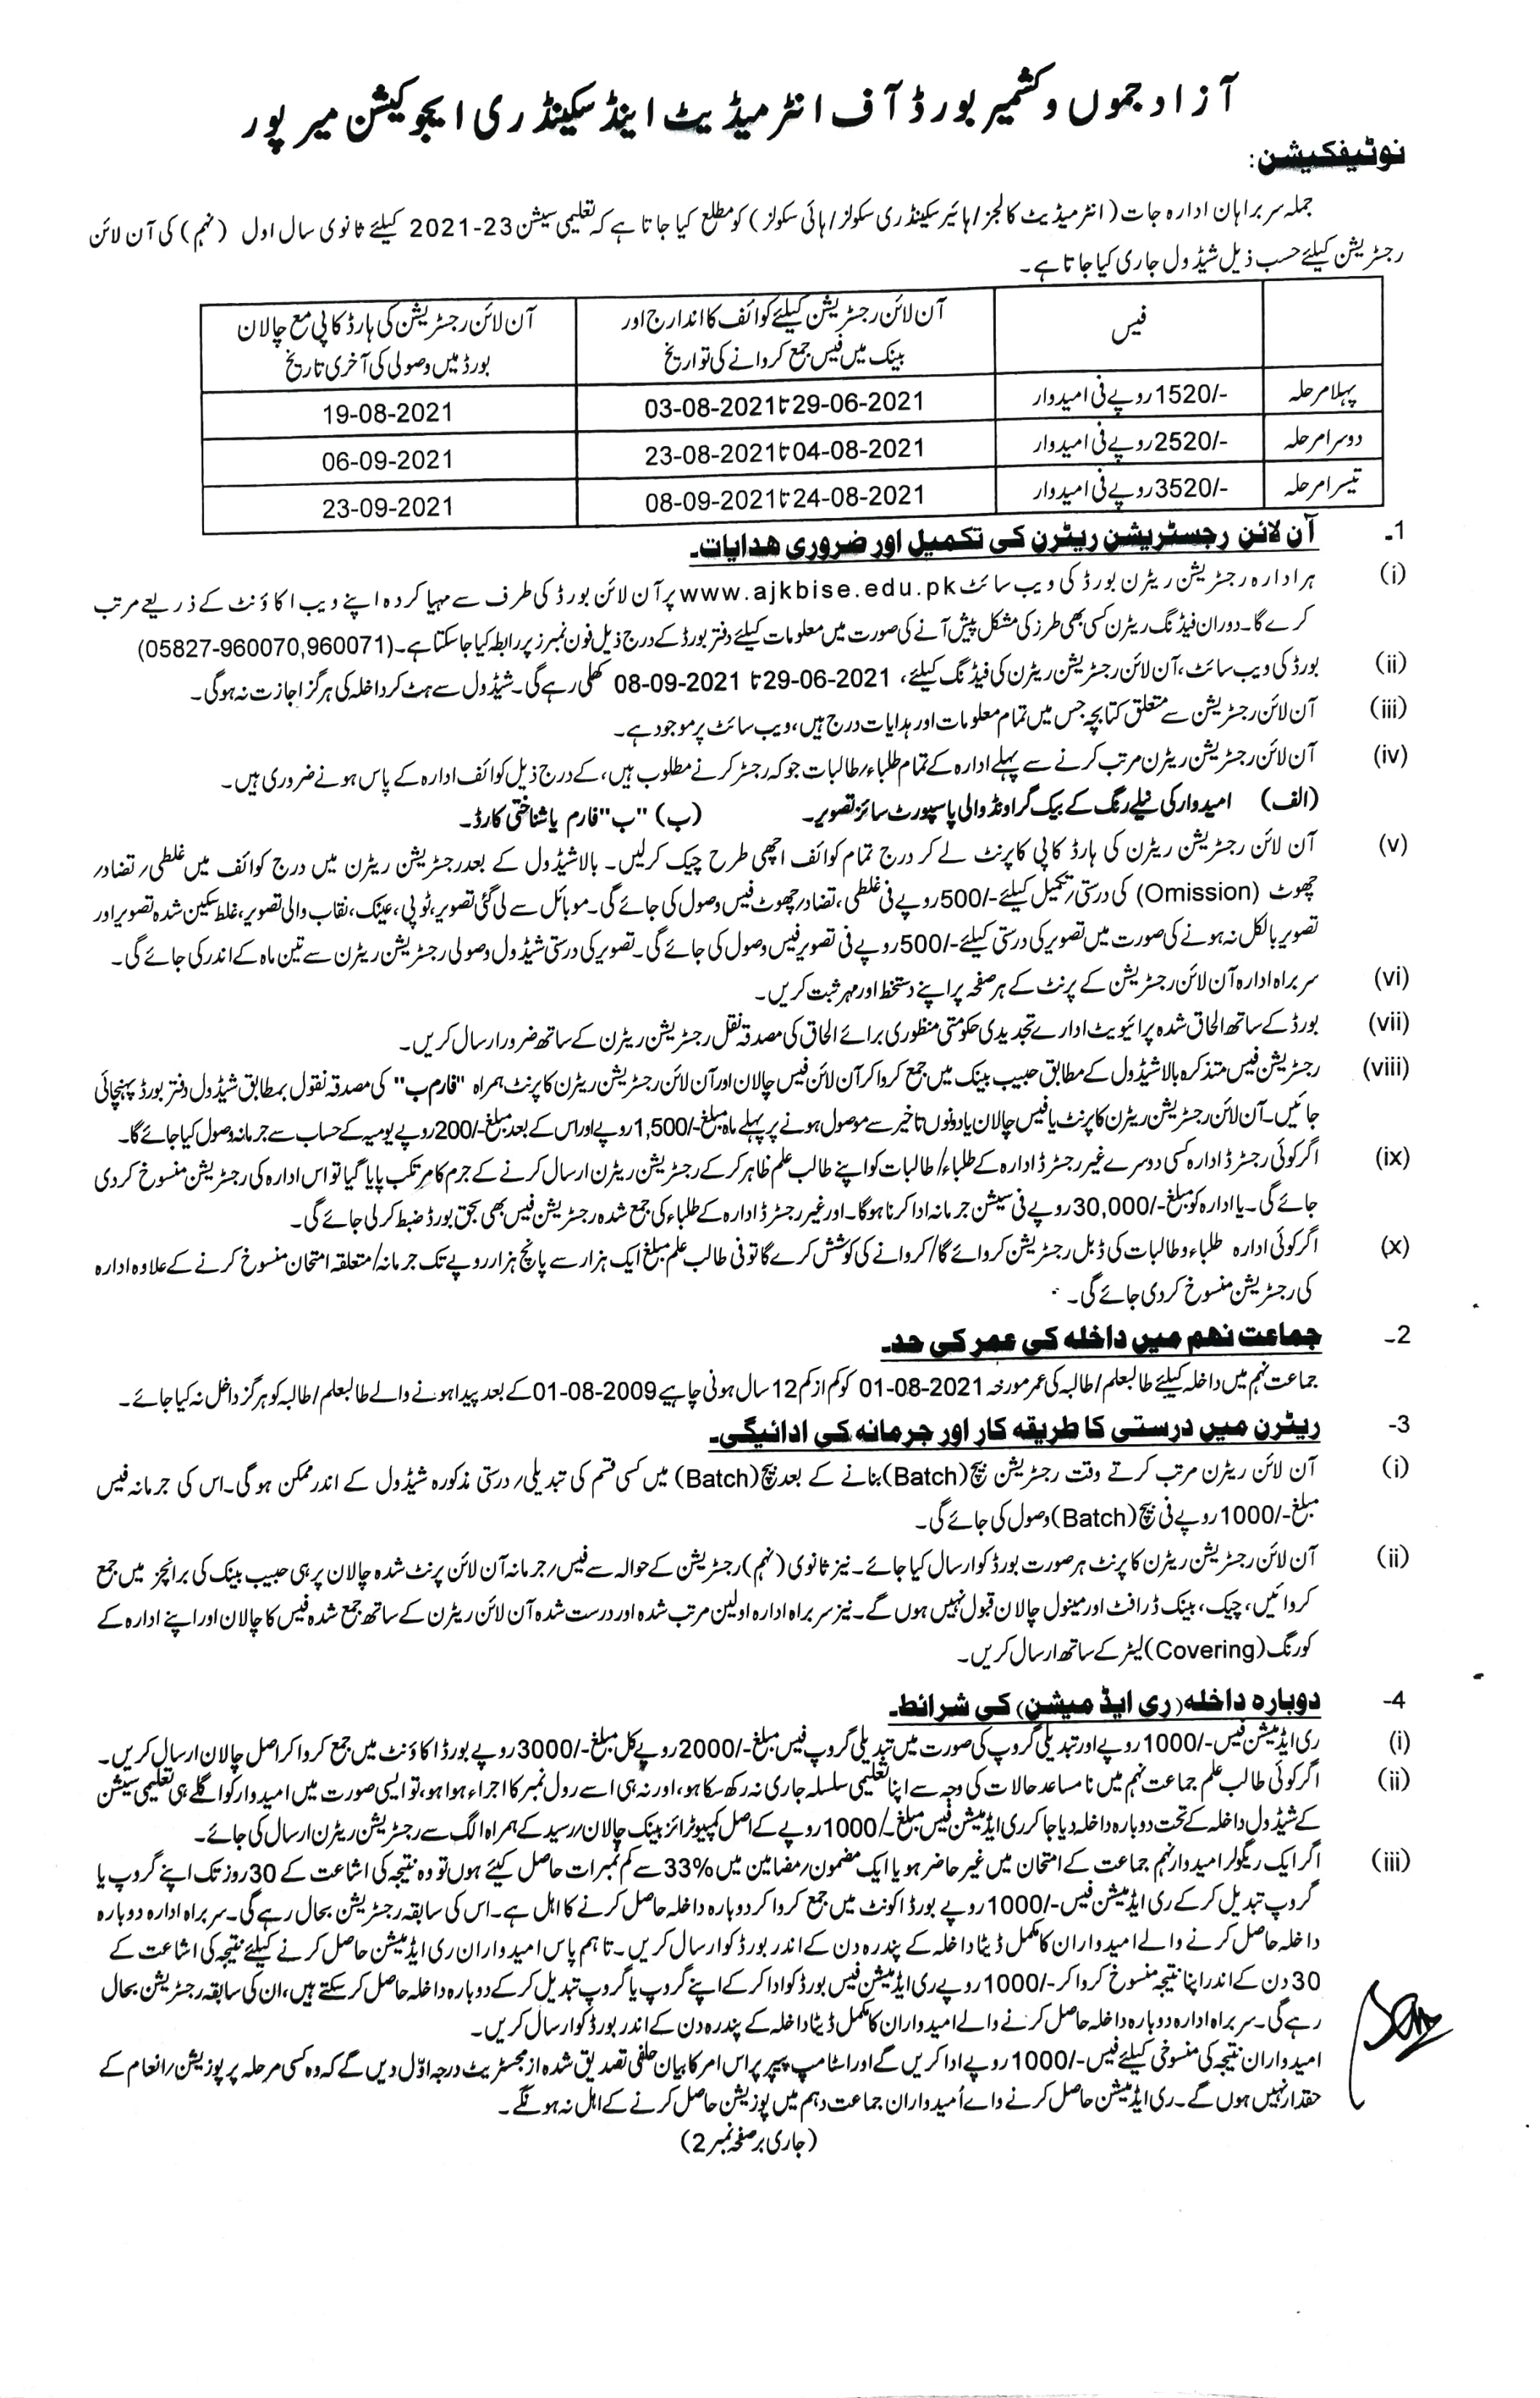 آزاد جموں و کشمیر بورڈ آف انٹرمیڈیٹ اینڈ سکینڈری ایجوکیشن میرپور
نوٹیفکیشن:
جملہ سربراہان ادارہ جات (انٹرمیڈیٹ کالجز/ہائیر سکینڈری سکولز/ہائی سکولز) کو مطلع کیا جاتا ہے کہ تعلیمی سیشن 23-2021 کیلئے ثانوی سال اول (نہم) کی آن لائن
رجسٹریشن کیلئے حسب ذیل شیڈول جاری کیا جاتا ہے۔
فیس
آن لائن رجسٹریشن کیلئے کوائف کا اندراج اور
بینک میں فیس جمع کروانے کی تواریخ
آن لائن رجسٹریشن کی ہارڈ کاپی مع چالان
بورڈ میں وصولی کی آخری تاریخ
پہلا مرحلہ 1520/- روپے فی امیدوار 29-06-2021 تا 03-08-2021 19-08-2021
دوسرا مرحلہ 2520/- روپے فی امیدوار 04-08-2021 تا 23-08-2021 06-09-2021
تیسرا مرحلہ 3520/- روپے فی امیدوار 24-08-2021 تا 08-09-2021 23-09-2021
1۔ آن لائن رجسٹریشن ریٹرن کی تکمیل اور ضروری ہدایات۔
(i) ہر ادارہ رجسٹریشن ریٹرن بورڈ کی ویب سائٹ www.ajkbise.edu.pk پر آن لائن بورڈ کی طرف سے مہیا کردہ اپنے ویب اکاؤنٹ کے ذریعے مرتب
کرے گا۔ دوران فیڈنگ ریٹرن کسی بھی طرز کی مشکل پیش آنے کی صورت میں معلومات کیلئے دفتر بورڈ کے درج ذیل فون نمبرز پر رابطہ کیا جا سکتا ہے۔ (05827-960070,960071)
(ii) بورڈ کی ویب سائٹ، آن لائن رجسٹریشن ریٹرن کی فیڈنگ کیلئے، 29-06-2021 تا 08-09-2021 کھلی رہے گی۔ شیڈول سے ہٹ کر داخلہ کی ہرگز اجازت نہ ہوگی۔
(iii) آن لائن رجسٹریشن سے متعلق کتابچہ جس میں تمام معلومات اور ہدایات درج ہیں، ویب سائٹ پر موجود ہے۔
(iv) آن لائن رجسٹریشن ریٹرن مرتب کرنے سے پہلے ادارہ کے تمام طلباء/طالبات جو کہ رجسٹر کرنے مطلوب ہیں، کے درج ذیل کوائف ادارہ کے پاس ہونے ضروری ہیں۔
(الف) امیدوار کی نیلے رنگ کے بیک گراونڈ والی پاسپورٹ سائز تصویر۔ (ب) "ب" فارم یا شناختی کارڈ۔
(v) آن لائن رجسٹریشن ریٹرن کی ہارڈ کاپی کا پرنٹ لے کر درج تمام کوائف اچھی طرح چیک کر لیں۔ بالا شیڈول کے بعد رجسٹریشن ریٹرن میں درج کوائف میں غلطی/تضاد/
چھوٹ (Omission) کی درستی/تکمیل کیلئے -/500 روپے فی غلطی، تضاد/چھوٹ فیس وصول کی جائے گی۔ موبائل سے لی گئی تصویر، ٹوپی، عینک، نقاب والی تصویر، غلط سکین شدہ تصویر اور
تصویر بالکل نہ ہونے کی صورت میں تصویر کی درستی کیلئے -/500 روپے فی تصویر فیس وصول کی جائے گی۔ تصویر کی درستی شیڈول وصولی رجسٹریشن ریٹرن سے تین ماہ کے اندر کی جائے گی۔
(vi) سربراہ ادارہ آن لائن رجسٹریشن کے پرنٹ کے ہر صفحہ پر اپنے دستخط اور مہر ثبت کریں۔
(vii) بورڈ کے ساتھ الحاق شدہ پرائیویٹ ادارے تجدیدی حکومتی منظوری برائے الحاق کی مصدقہ نقل رجسٹریشن ریٹرن کے ساتھ ضرور ارسال کریں۔
(viii) رجسٹریشن فیس متذکرہ بالا شیڈول کے مطابق حبیب بینک میں جمع کروا کر آن لائن فیس چالان اور آن لائن رجسٹریشن ریٹرن کا پرنٹ ہمراہ "فارم ب" کی مصدقہ نقول بمطابق شیڈول دفتر بورڈ پہنچائی
جائیں۔ آن لائن رجسٹریشن ریٹرن کا پرنٹ یا فیس چالان یا دونوں تاخیر سے موصول ہونے پر پہلے ماہ مبلغ -/1,500 روپے اور اس کے بعد مبلغ -/200 روپے یومیہ کے حساب سے جرمانہ وصول کیا جائے گا۔
(ix) اگر کوئی رجسٹرڈ ادارہ کسی دوسرے غیر رجسٹرڈ ادارہ کے طلباء/طالبات کو اپنے طالب علم ظاہر کر کے رجسٹریشن ریٹرن ارسال کرنے کے جرم کا مرتکب پایا گیا تو اس ادارہ کی رجسٹریشن منسوخ کر دی
جائے گی۔ یا ادارہ کو مبلغ -/30,000 روپے فی سیشن جرمانہ ادا کرنا ہوگا۔ اور غیر رجسٹرڈ ادارہ کے طلباء کی جمع شدہ رجسٹریشن فیس بھی بحق بورڈ ضبط کر لی جائے گی۔
(x) اگر کوئی ادارہ طلباء و طالبات کی ڈبل رجسٹریشن کروائے گا/کروانے کی کوشش کرے گا تو فی طالب علم مبلغ ایک ہزار سے پانچ ہزار روپے تک جرمانہ/متعلقہ امتحان منسوخ کرنے کے علاوہ ادارہ
کی رجسٹریشن منسوخ کر دی جائے گی۔
2۔ جماعت نہم میں داخلہ کی عمر کی حد۔
جماعت نہم میں داخلہ کیلئے طالبعلم/طالبہ کی عمر مورخہ 01-08-2021 کو کم از کم 12 سال ہونی چاہیے 01-08-2009 کے بعد پیدا ہونے والے طالبعلم/طالبہ کو ہرگز داخل نہ کیا جائے۔
3- ریٹرن میں درستی کا طریقہ کار اور جرمانہ کی ادائیگی۔
(i) آن لائن ریٹرن مرتب کرتے وقت رجسٹریشن بیچ (Batch) بنانے کے بعد بیچ (Batch) میں کسی قسم کی تبدیلی/درستی مذکورہ شیڈول کے اندر ممکن ہوگی۔ اس کی جرمانہ فیس
مبلغ -/1000 روپے فی بیچ (Batch) وصول کی جائے گی۔
(ii) آن لائن رجسٹریشن ریٹرن کا پرنٹ ہر صورت بورڈ کو ارسال کیا جائے۔ نیز ثانوی (نہم) رجسٹریشن کے حوالہ سے فیس/جرمانہ آن لائن پرنٹ شدہ چالان پر ہی حبیب بینک کی برانچز میں جمع
کروائیں، چیک، بینک ڈرافٹ اور مینول چالان قبول نہیں ہوں گے۔ نیز سربراہ ادارہ اولین مرتب شدہ اور درست شدہ آن لائن ریٹرن کے ساتھ جمع شدہ فیس کا چالان اور اپنے ادارہ کے
کورنگ (Covering) لیٹر کے ساتھ ارسال کریں۔
4- دوبارہ داخلہ (ری ایڈمیشن) کی شرائط۔
(i) ری ایڈمیشن فیس -/1000 روپے اور تبدیلی گروپ کی صورت میں تبدیلی گروپ فیس مبلغ -/2000 روپے کل مبلغ -/3000 روپے بورڈ اکاؤنٹ میں جمع کروا کر اصل چالان ارسال کریں۔
(ii) اگر کوئی طالب علم جماعت نہم میں نامساعد حالات کی وجہ سے اپنا تعلیمی سلسلہ جاری نہ رکھ سکا ہو، اور نہ ہی اسے رول نمبر کا اجراء ہوا ہو، تو ایسی صورت میں امیدوار کو اگلے ہی تعلیمی سیشن
کے شیڈول داخلہ کے تحت دوبارہ داخلہ دیا جا کر ری ایڈمیشن فیس مبلغ -/1000 روپے کے اصل کمپیوٹرائز بینک چالان/رسید کے ہمراہ الگ سے رجسٹریشن ریٹرن ارسال کی جائے۔
(iii) اگر ایک ریگولر امیدوار نہم جماعت کے امتحان میں غیر حاضر ہو یا ایک مضمون/مضامین میں 33% سے کم نمبرات حاصل کیئے ہوں تو وہ نتیجہ کی اشاعت کے 30 روز تک اپنے گروپ یا
گروپ تبدیل کر کے ری ایڈمیشن فیس -/1000 روپے بورڈ اکونٹ میں جمع کروا کر دوبارہ داخلہ حاصل کرنے کا اہل ہے۔ اس کی سابقہ رجسٹریشن بحال رہے گی۔ سربراہ ادارہ دوبارہ
داخلہ حاصل کرنے والے امیدواران کا مکمل ڈیٹا داخلہ کے پندرہ دن کے اندر بورڈ کو ارسال کریں۔ تاہم پاس امیدواران ری ایڈمیشن حاصل کرنے کیلئے نتیجہ کی اشاعت کے
30 دن کے اندر اپنا نتیجہ منسوخ کروا کر -/1000 روپے ری ایڈمیشن فیس بورڈ کو ادا کر کے اپنے گروپ یا گروپ تبدیل کر کے دوبارہ داخلہ حاصل کر سکتے ہیں، ان کی سابقہ رجسٹریشن بحال
رہے گی۔ سربراہ ادارہ دوبارہ داخلہ حاصل کرنے والے امیدواران کا مکمل ڈیٹا داخلہ کے پندرہ دن کے اندر بورڈ کو ارسال کریں۔
امیدواران نتیجہ کی منسوخی کیلئے فیس -/1000 روپے ادا کریں گے اور اسٹامپ پیپر پر اس امر کا بیان حلفی تصدیق شدہ از مجسٹریٹ درجہ اوّل دیں گے کہ وہ کسی مرحلہ پر پوزیشن/انعام کے
حقدار نہیں ہوں گے۔ ری ایڈمیشن حاصل کرنے والے اُمیدواران جماعت دہم میں پوزیشن حاصل کرنے کے اہل نہ ہونگے۔
(جاری بر صفحہ نمبر 2)